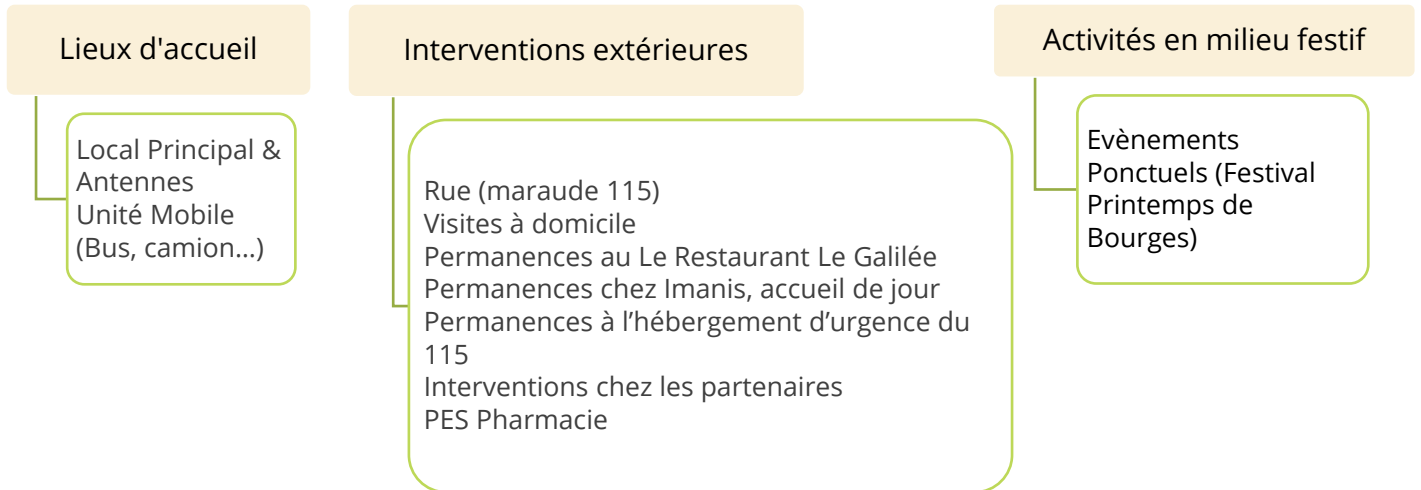 Lieux d'accueil
Local Principal &
Antennes
Unité Mobile
(Bus, camion...)
Interventions extérieures
Rue (maraude 115)
Visites à domicile
Permanences au Le Restaurant Le Galilée
Permanences chez Imanis, accueil de jour
Permanences à l’hébergement d’urgence du
115
Interventions chez les partenaires
PES Pharmacie
Activités en milieu festif
Evènements
Ponctuels (Festival
Printemps de
Bourges)